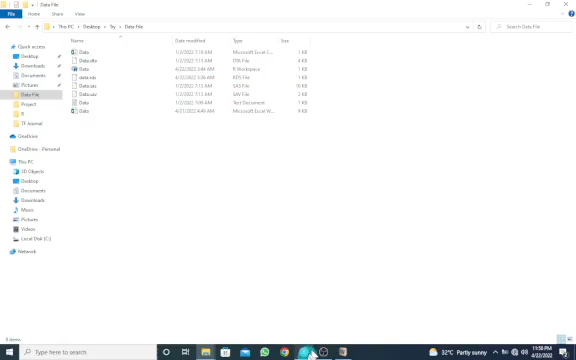 Data File
File
Home
Share
View
This PC
Desktop
Try
Data File
Search Data File
Name
Date modified
Type
Size
Quick access
Desktop
Downloads
Documents
Pictures
Data File
Project
R
TF Journal
OneDrive
OneDrive - Personal
This PC
3D Objects
Desktop
Documents
Downloads
Music
Pictures
Videos
Local Disk (C:)
Network
Data 1/2/2022 7:19 AM Microsoft Excel C... 1 KB
Data.dta 1/2/2022 7:13 AM DTA File 4 KB
Data 4/22/2022 3:44 AM R Workspace 1 KB
data.rds 4/22/2022 3:36 AM RDS File 1 KB
Data.sas 1/2/2022 7:13 AM SAS File 16 KB
Data.sav 1/2/2022 7:13 AM SAV File 2 KB
Data 1/2/2022 1:09 AM Text Document 1 KB
Data 4/21/2022 4:49 AM Microsoft Excel W... 9 KB
8 items
Type here to search
32°C Partly sunny
11:50 PM
4/22/2022